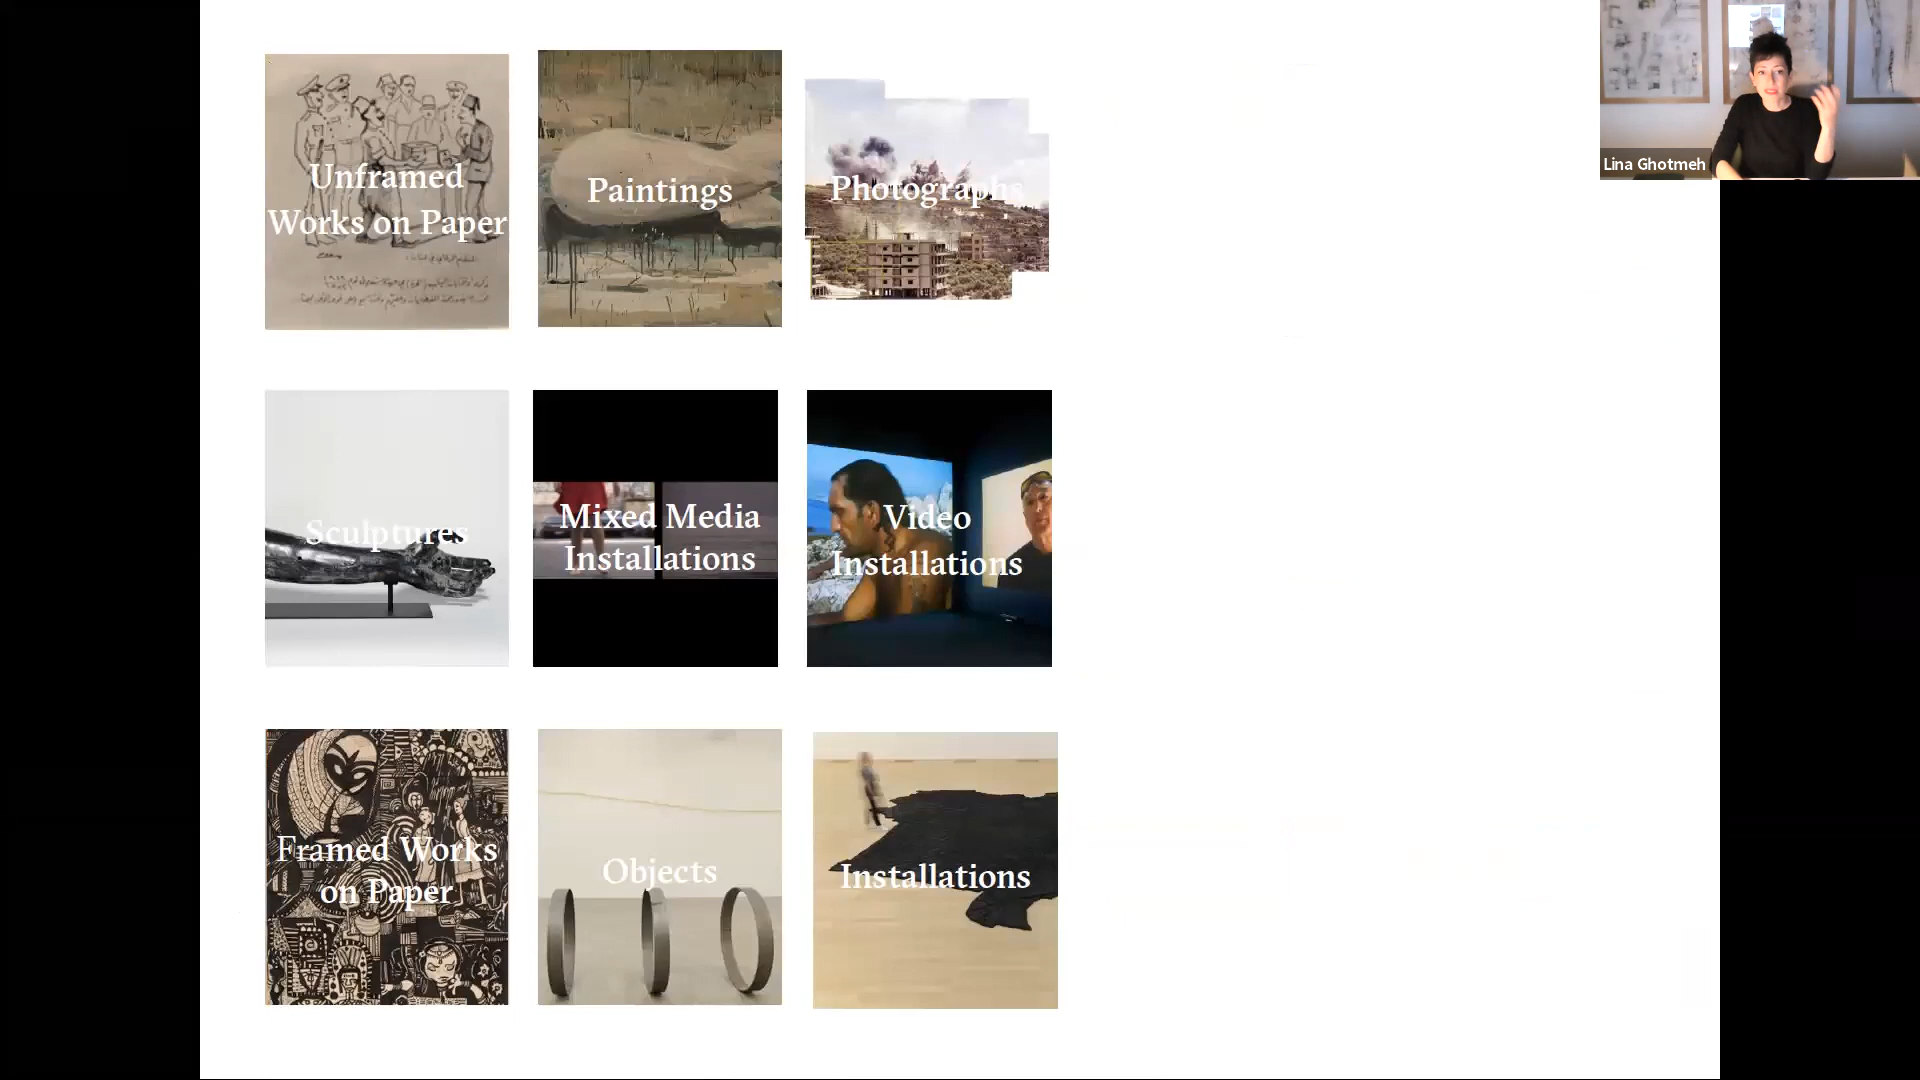 Unframed
Works on Paper
Paintings
Photographs
Lina Ghotmeh
Sculptures
Mixed Media
Installations
Video
Installations
Framed Works
on Paper
Objects
Installations